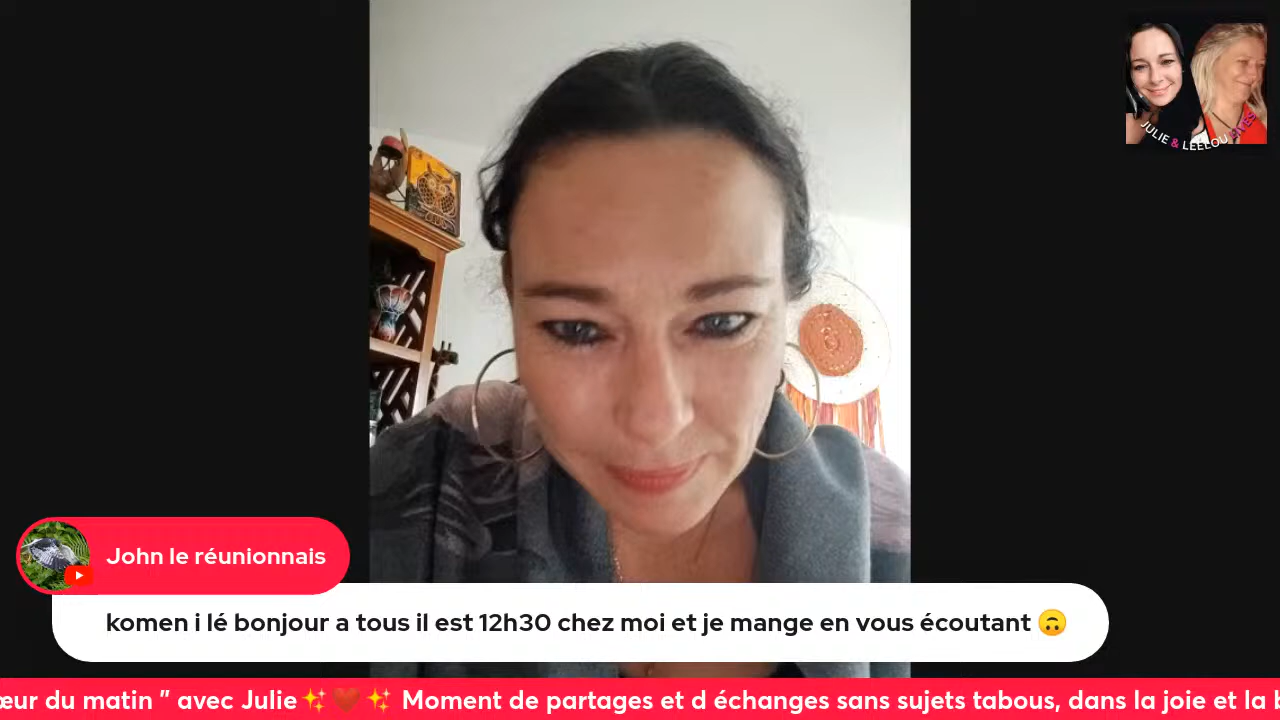 JULIE & LEELOU
John le réunionnais
komen i lé bonjour a tous il est 12h30 chez moi et je mange en vous écoutant 🙃
œur du matin ” avec Julie✨❤️✨ Moment de partages et d échanges sans sujets tabous, dans la joie et la b